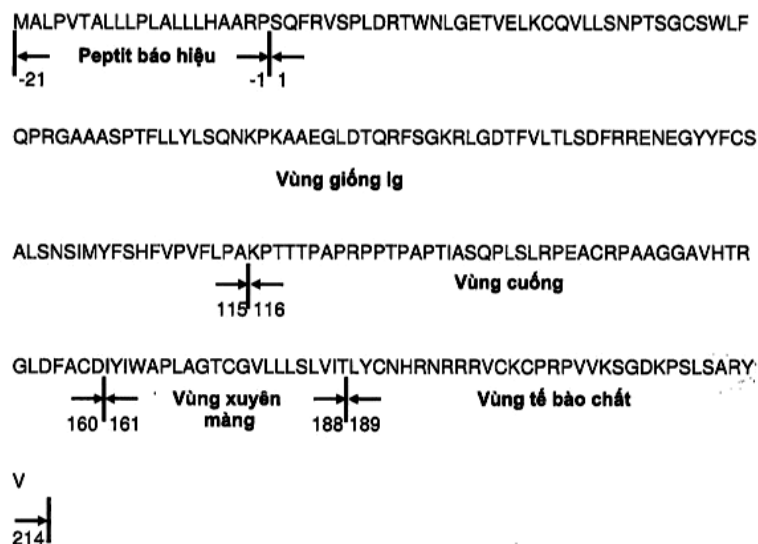 MALPVTALLLPLALLLHAARPSQFRVSPLDRTWNLGETVELKCQVLLSNPTSGCSWLF
Peptit báo hiệu
-21 -1 1
QPRGAAASPTFLLYLSQNKPKAAEGLDTQRFSGKRLGDTFVLTLSDFRRENEGYYFCS
Vùng giống Ig
ALSNSIMYFSHFVPVFLPAKPTTTPAPRPPTPAPTIASQPLSLRPEACRPAAGGAVHTR
Vùng cuống
115 116
GLDFACDIYIWAPLAGTCGVLLLSLVITLYCNHRNRRRVCKCPRPVVKSGDKPSLSARY
Vùng xuyên Vùng tế bào chất
màng
160 161 188 189
V
214